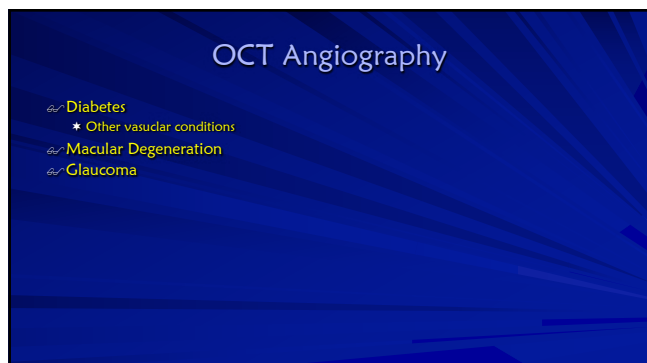 OCT Angiography
Diabetes
Other vasuclar conditions
Macular Degeneration
Glaucoma